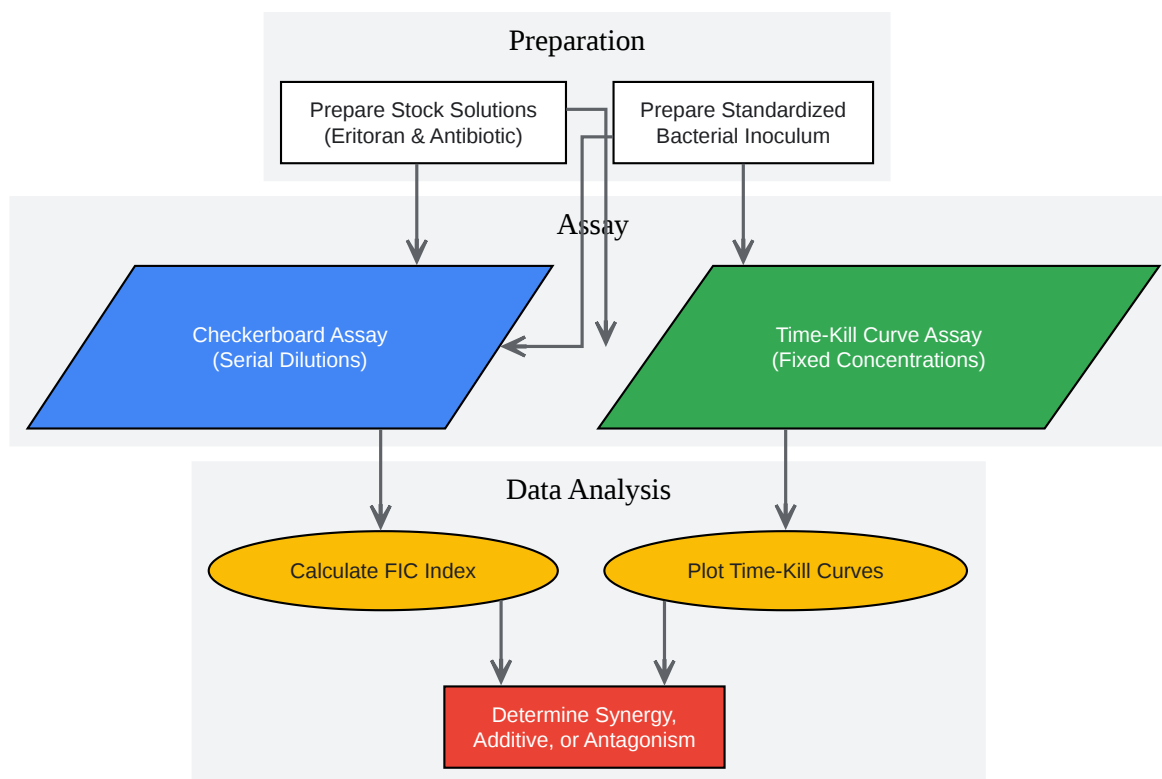 Preparation
Prepare Stock Solutions
(Eritoran & Antibiotic)
Prepare Standardized
Bacterial Inoculum
Assay
Checkerboard Assay
(Serial Dilutions)
Time-Kill Curve Assay
(Fixed Concentrations)
Data Analysis
Calculate FIC Index
Plot Time-Kill Curves
Determine Synergy,
Additive, or Antagonism